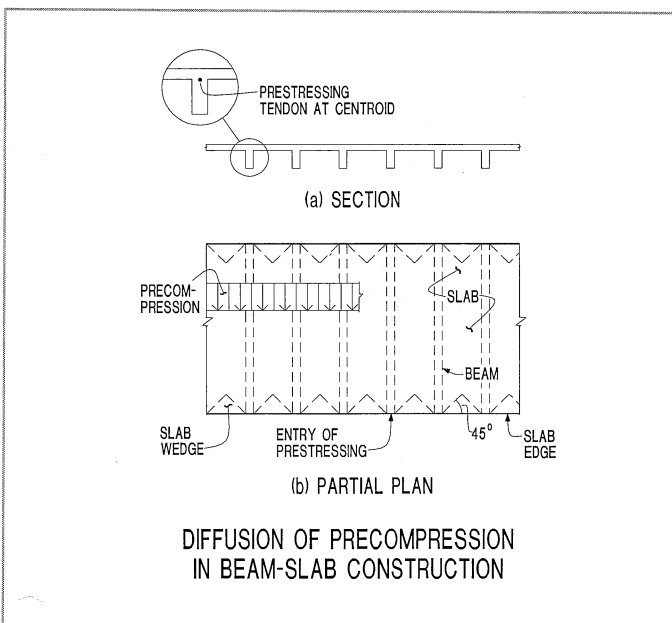 PRESTRESSING
TENDON AT CENTROID
(a) SECTION
PRECOM-
PRESSION
SLAB
BEAM
SLAB
WEDGE
ENTRY OF
PRESTRESSING
45°
SLAB
EDGE
(b) PARTIAL PLAN
DIFFUSION OF PRECOMPRESSION
IN BEAM-SLAB CONSTRUCTION